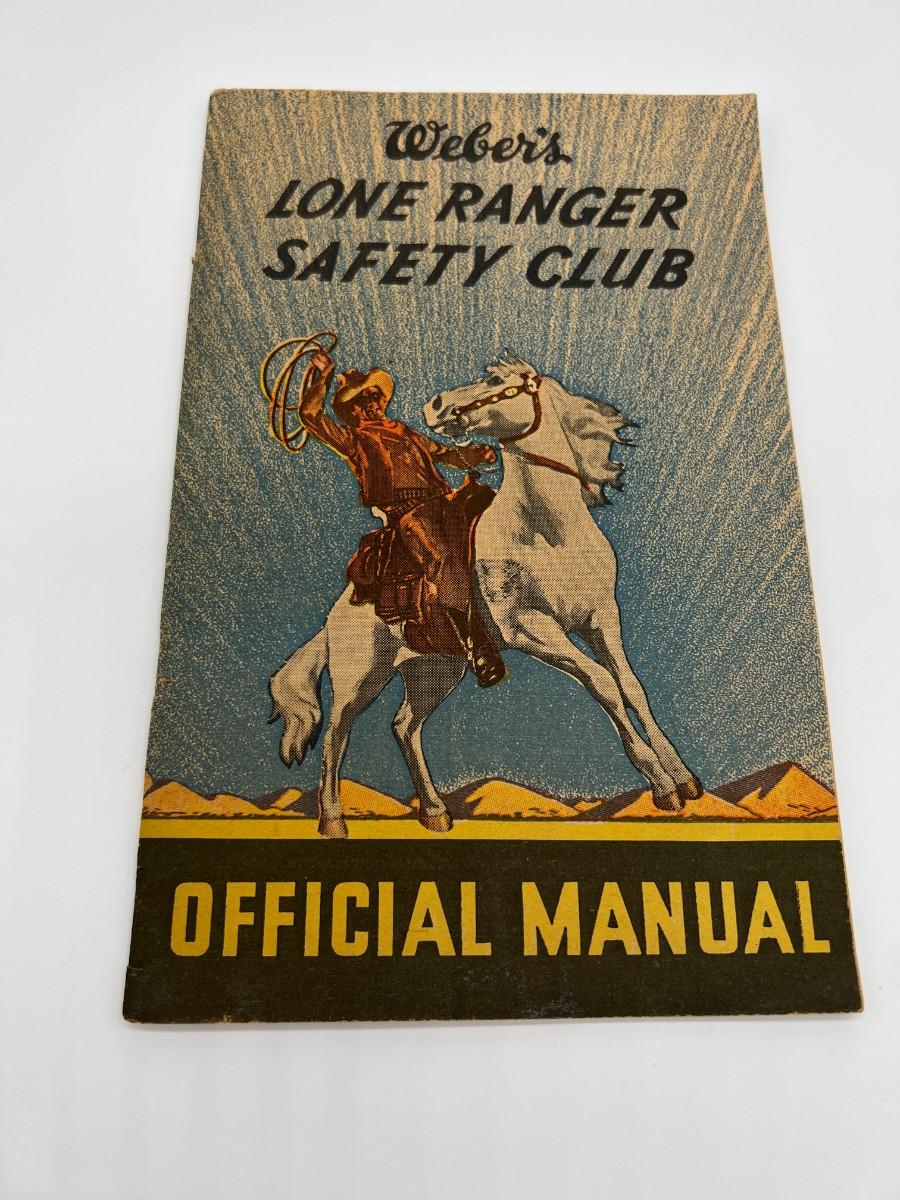 Weber's
LONE RANGER
SAFETY CLUB
OFFICIAL MANUAL